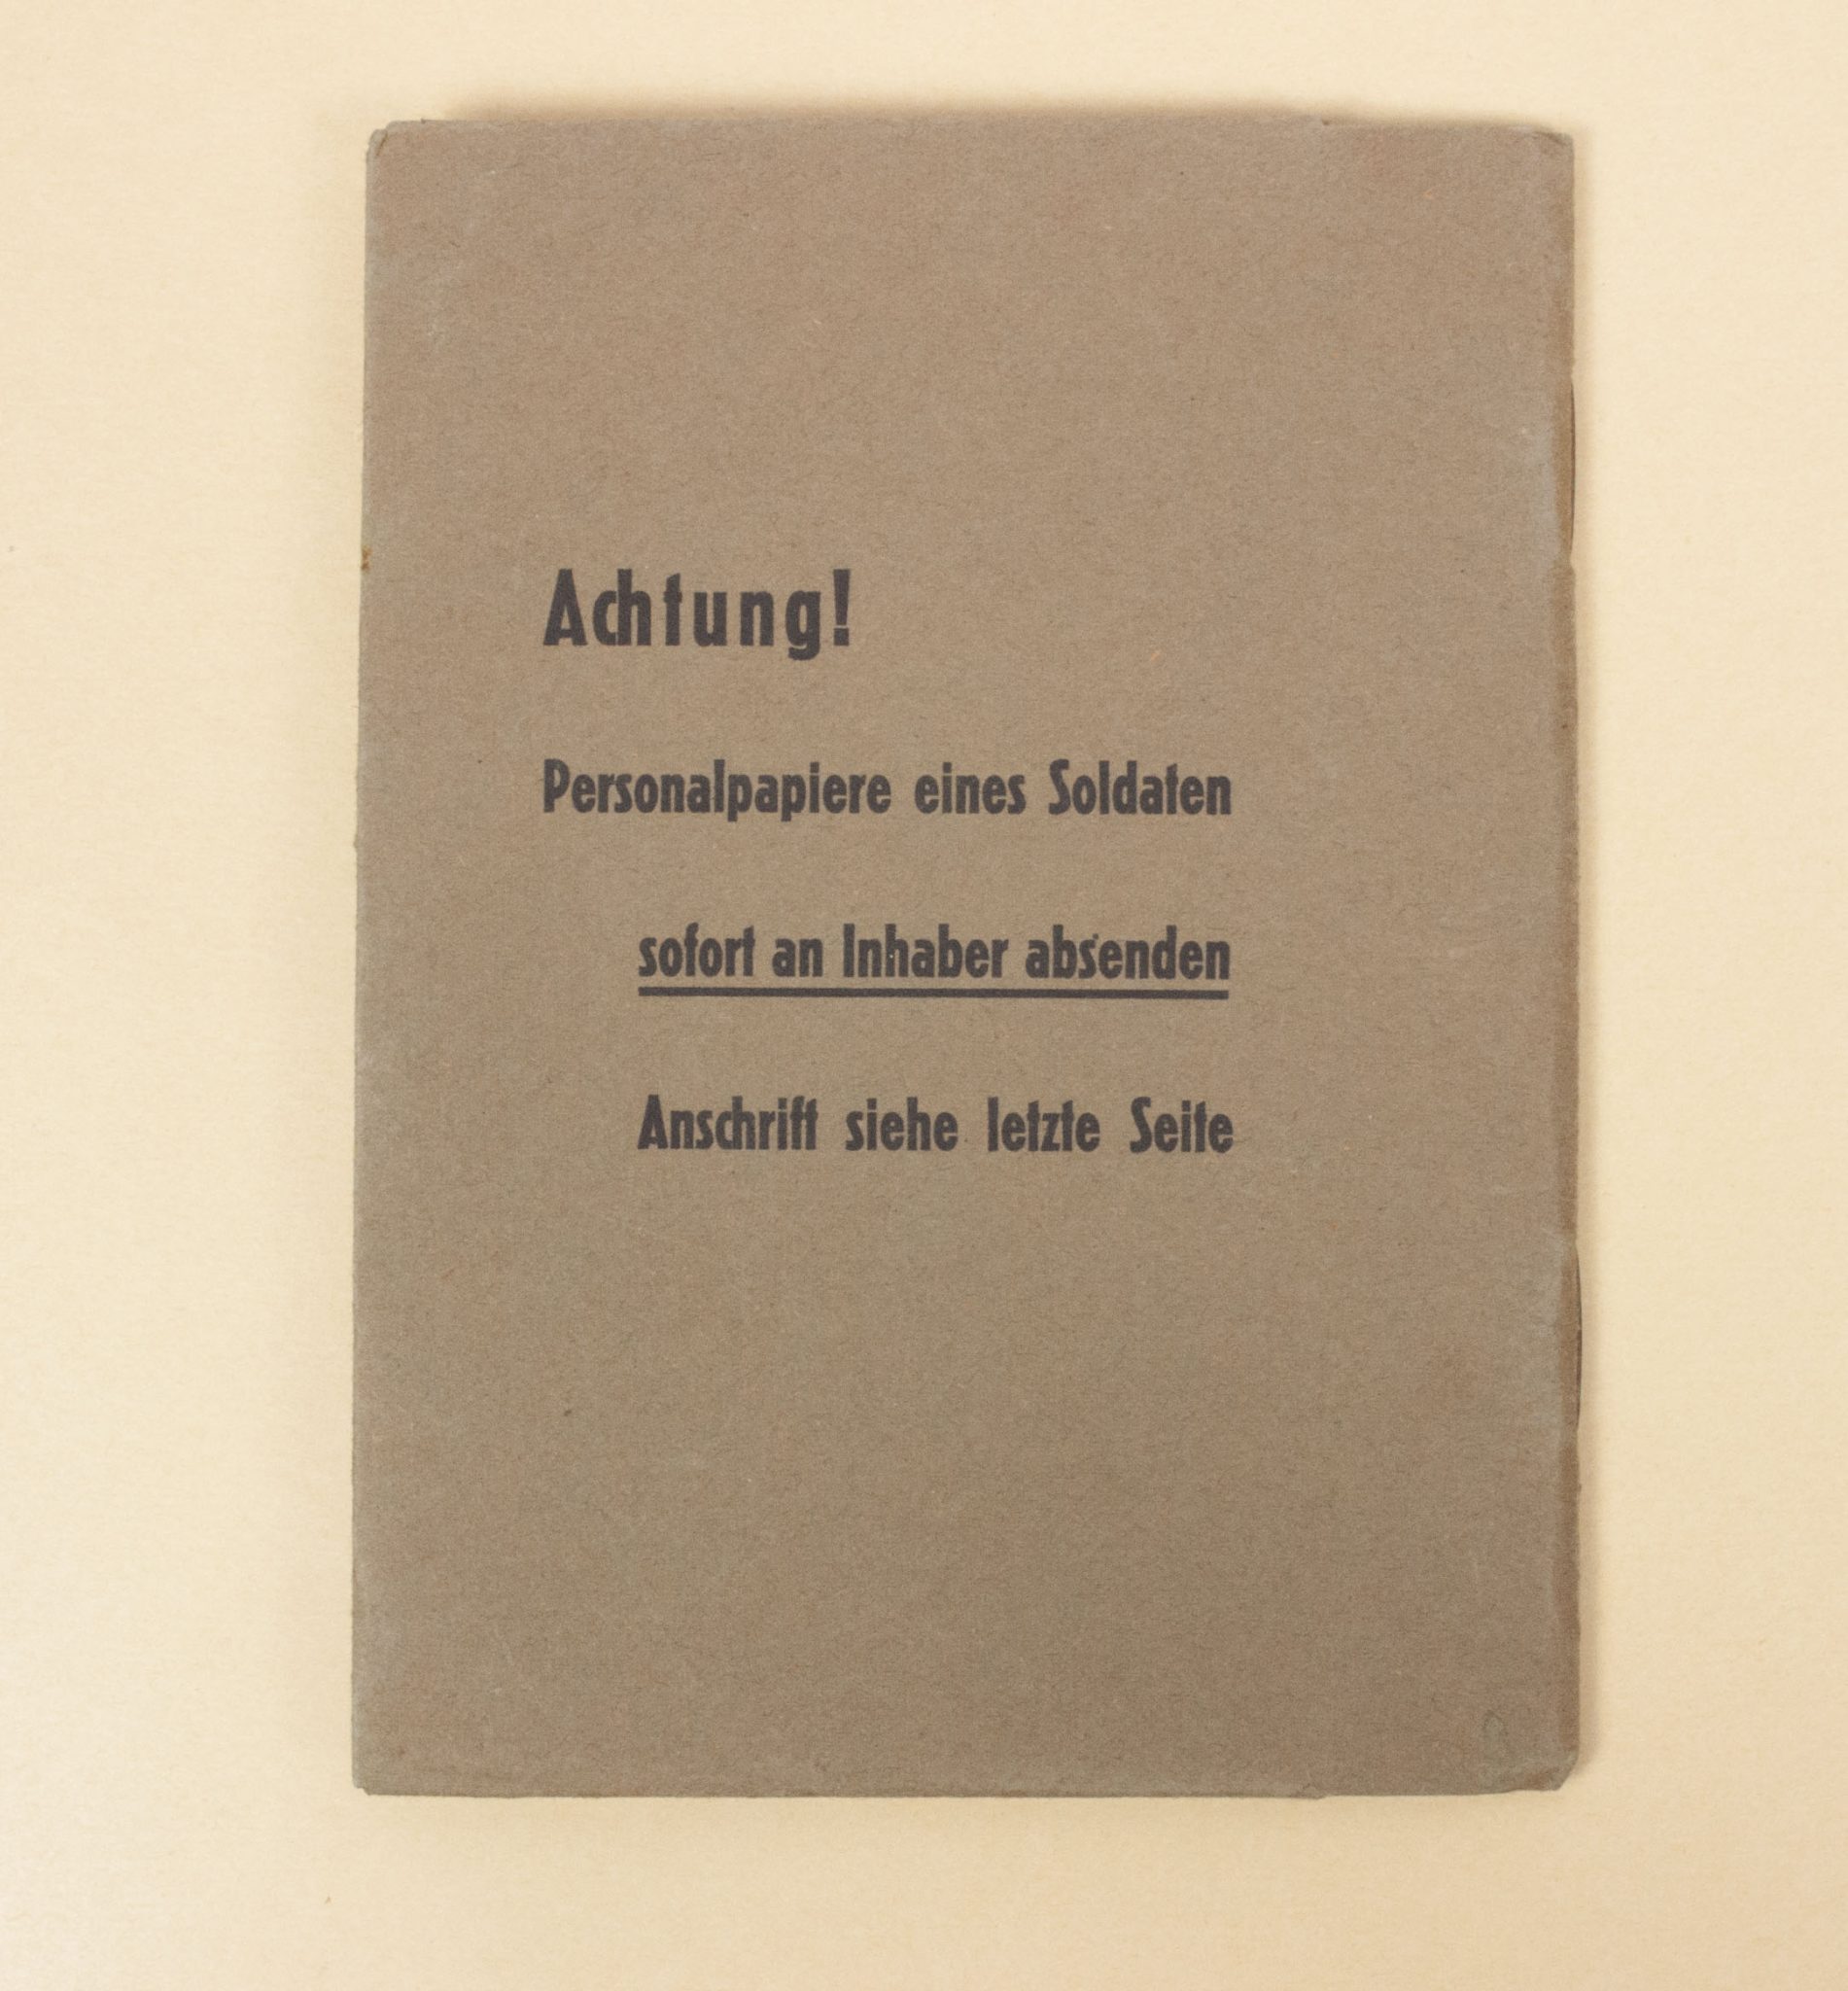 Achtung!
Personalpapiere eines Soldaten
sofort an Inhaber absenden
Anschrift siehe letzte Seite